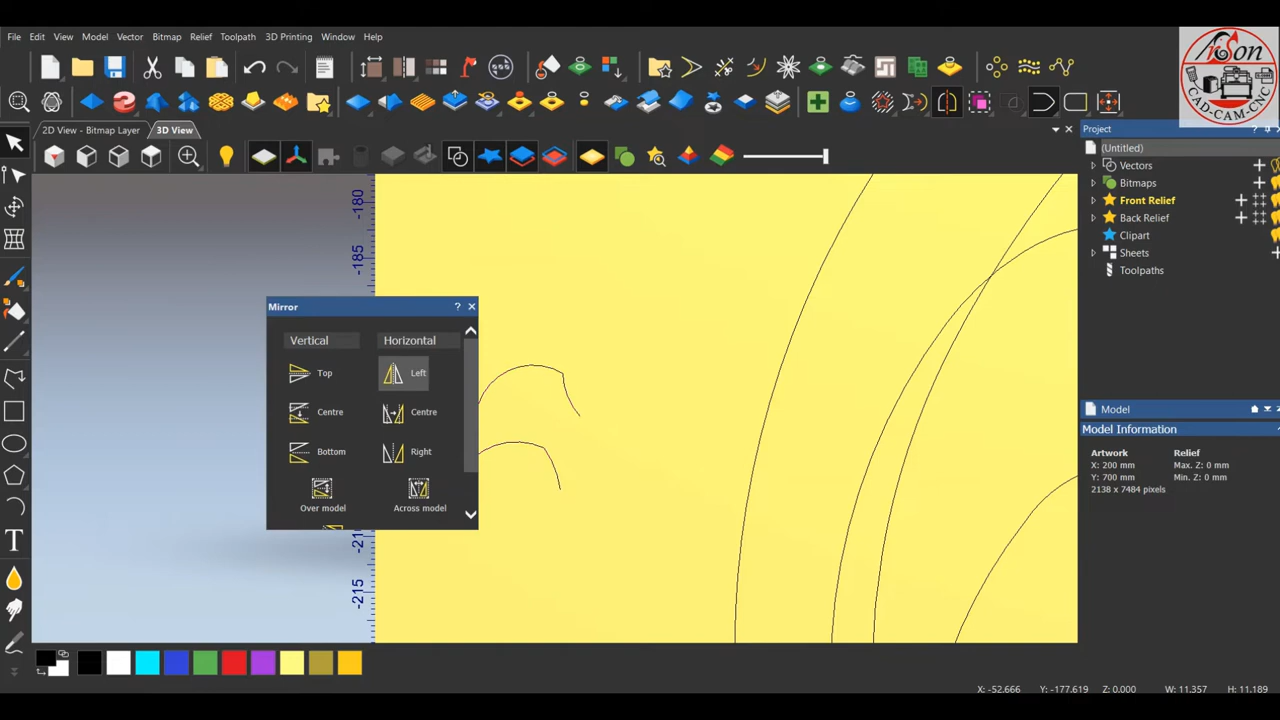 File Edit View Model Vector Bitmap Relief Toolpath 3D Printing Window Help
CAD-CAM-CNC
2D View - Bitmap Layer 3D View
Project ?
(Untitled)
Vectors
Bitmaps
Front Relief
Back Relief
Clipart
Sheets
Toolpaths
-180
-185
-215
Mirror ?
Vertical Horizontal
Top Left
Centre Centre
Bottom Right
Over model Across model
T
Model
Model Information
Artwork Relief
X: 200 mm Max. Z: 0 mm
Y: 700 mm Min. Z: 0 mm
2138 x 7484 pixels
X: -52.666 Y: -177.619 Z: 0.000 W: 11.357 H: 11.189